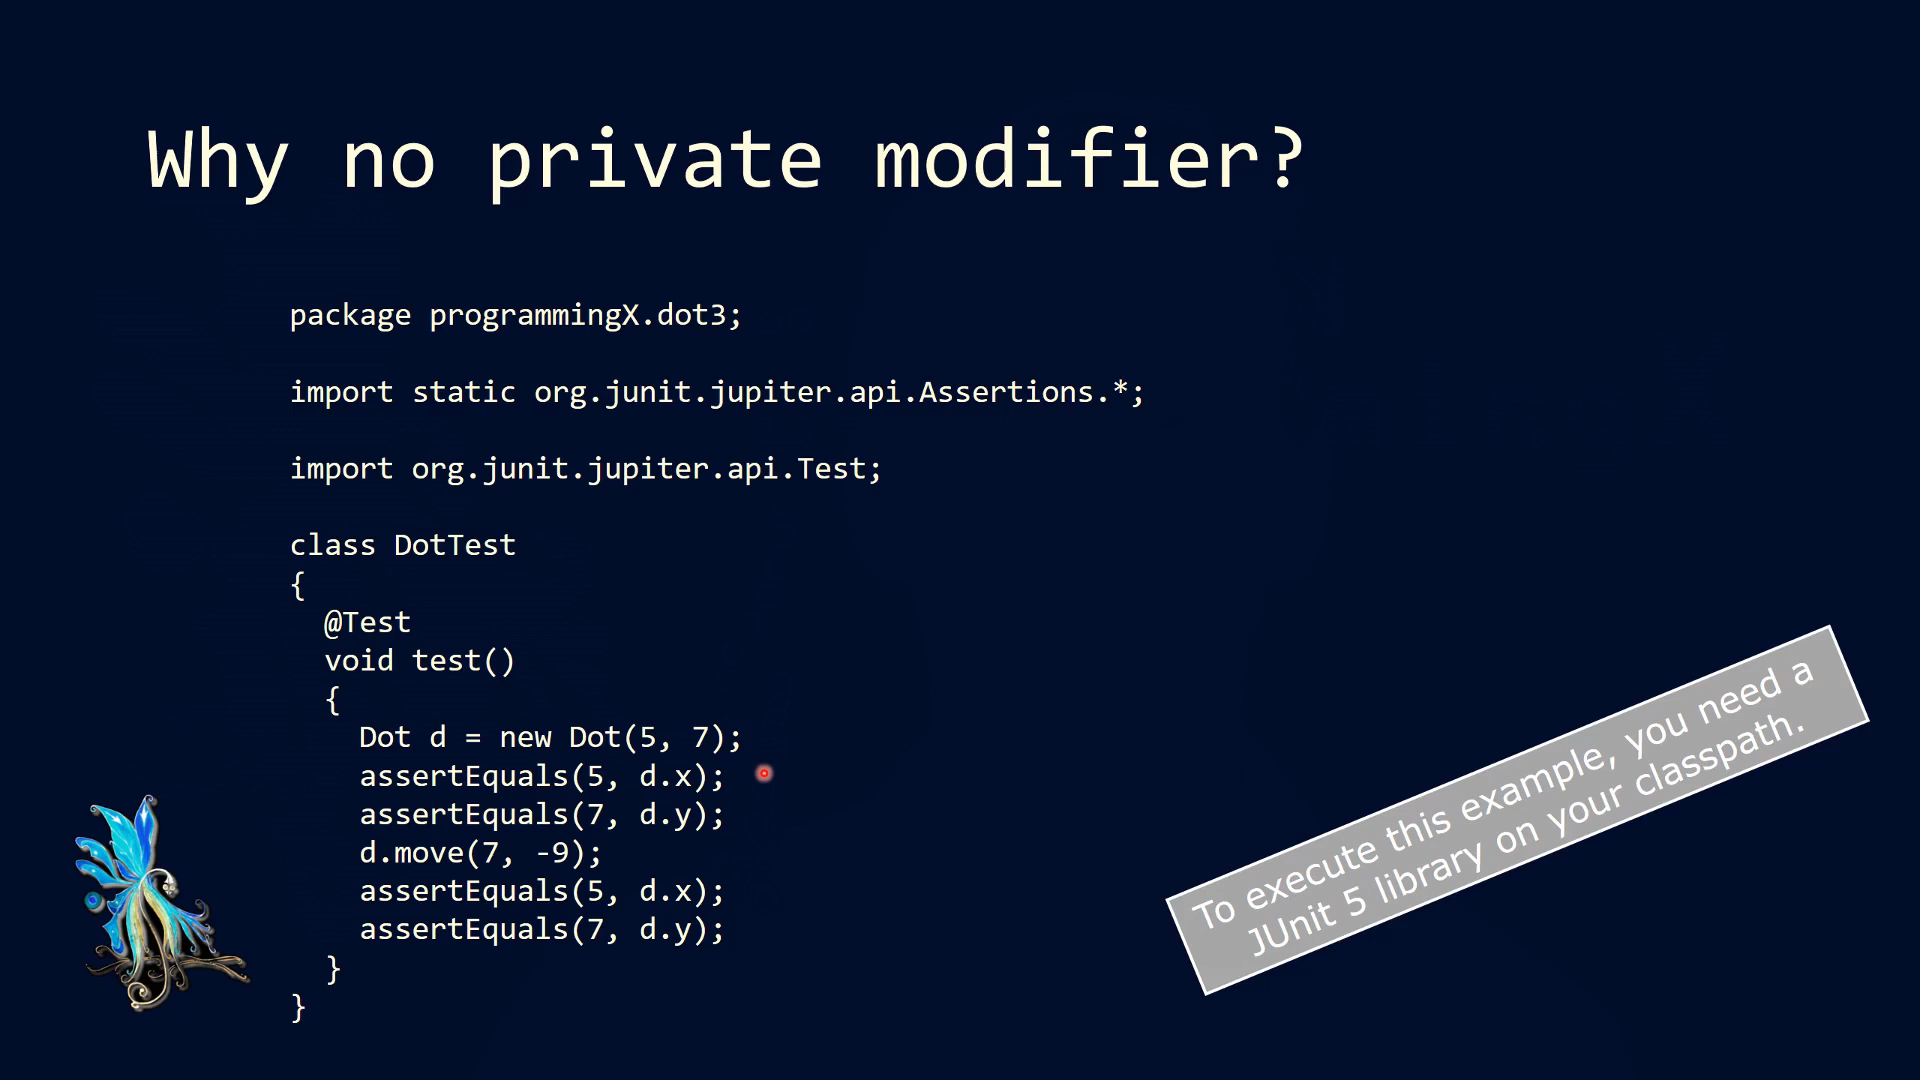 Why no private modifier?
package programmingX.dot3;
import static org.junit.jupiter.api.Assertions.*;
import org.junit.jupiter.api.Test;
class DotTest
{
@Test
void test()
{
Dot d = new Dot(5, 7);
assertEquals(5, d.x);
assertEquals(7, d.y);
d.move(7, -9);
assertEquals(5, d.x);
assertEquals(7, d.y);
}
}
To execute this example, you need a
JUnit 5 library on your classpath.